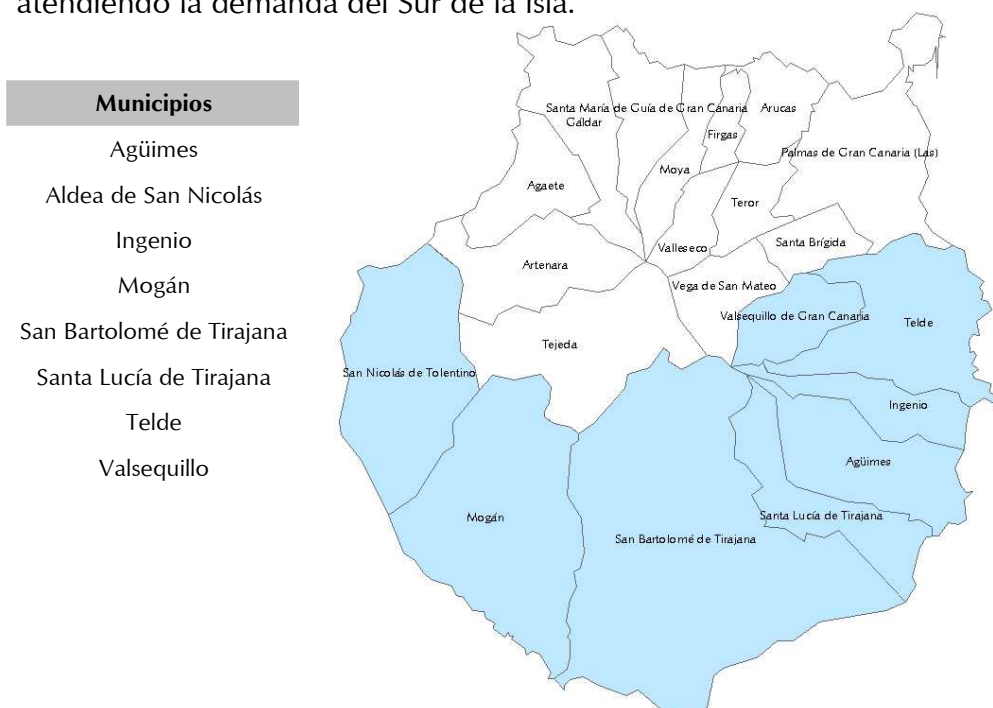 atendiendo la demanda del Sur de la Isla.
Municipios
Agüimes
Aldea de San Nicolás
Ingenio
Mogán
San Bartolomé de Tirajana
Santa Lucía de Tirajana
Telde
Valsequillo
Santa María de Guía de Gran Canaria
Gáldar
Arucas
Firgas
Palmas de Gran Canaria (Las)
Moya
Agaete
Teror
Valleseco
Santa Brígida
Artenara
Vega de San Mateo
Valsequillo de Gran Canaria
Telde
Tejeda
San Nicolás de Tolentino
Ingenio
Agüimes
Mogán
Santa Lucía de Tirajana
San Bartolomé de Tirajana